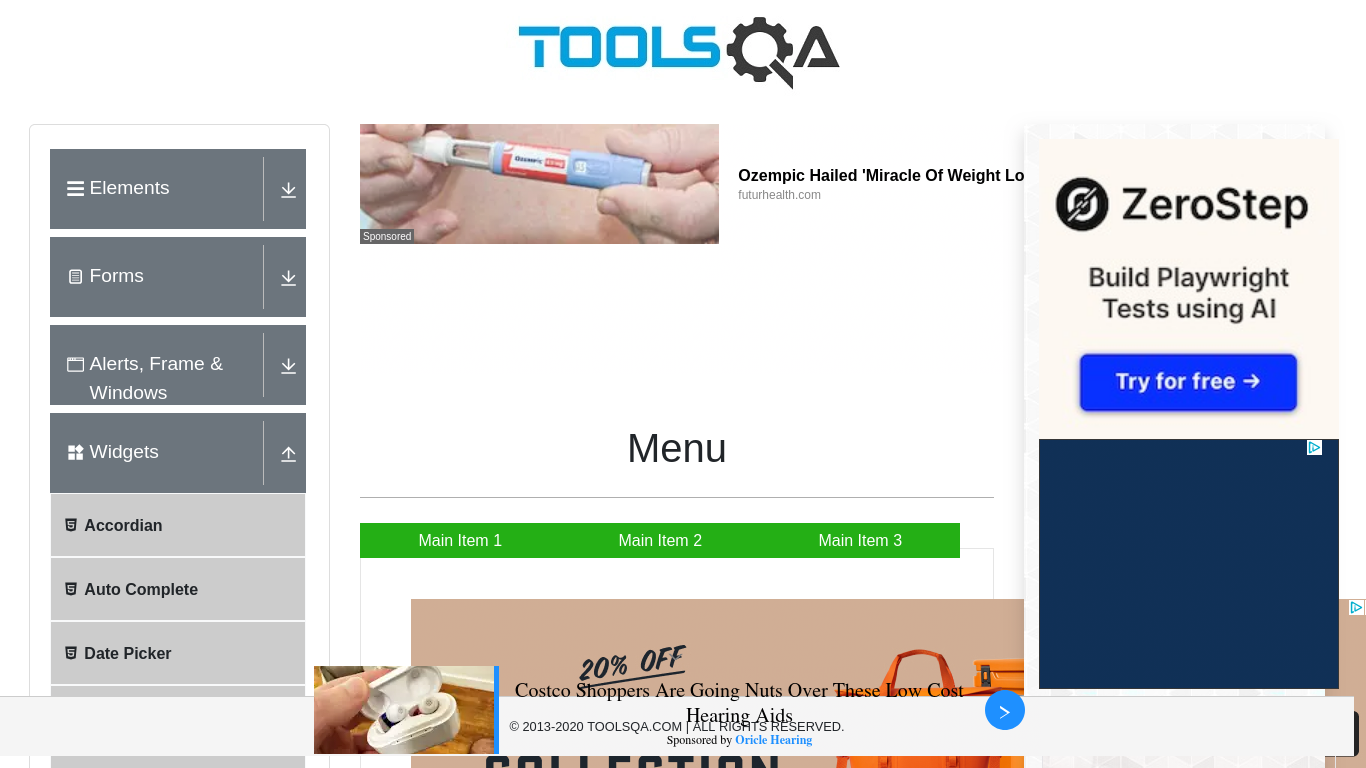 TOOLSQA
Elements
Forms
Alerts, Frame &
Windows
Widgets
Accordian
Auto Complete
Date Picker
OZEMPIC
Sponsored
Ozempic Hailed 'Miracle Of Weight Lo
futurhealth.com
Menu
Main Item 1
Main Item 2
Main Item 3
20% OFF
COLLECTION
ZeroStep
Build Playwright
Tests using AI
Try for free →
Costco Shoppers Are Going Nuts Over These Low Cost
Hearing Aids
Sponsored by Oricle Hearing
© 2013-2020 TOOLSQA.COM | ALL RIGHTS RESERVED.